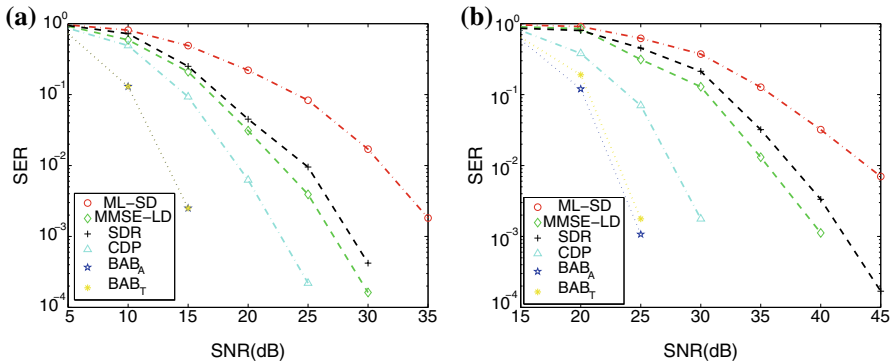 (a)
10^0
10^-1
10^-2
10^-3
10^-4
SER
ML-SD
MMSE-LD
SDR
CDP
BAB_A
BAB_T
5 10 15 20 25 30 35
SNR(dB)
(b)
10^0
10^-1
10^-2
10^-3
10^-4
SER
ML-SD
MMSE-LD
SDR
CDP
BAB_A
BAB_T
15 20 25 30 35 40 45
SNR(dB)